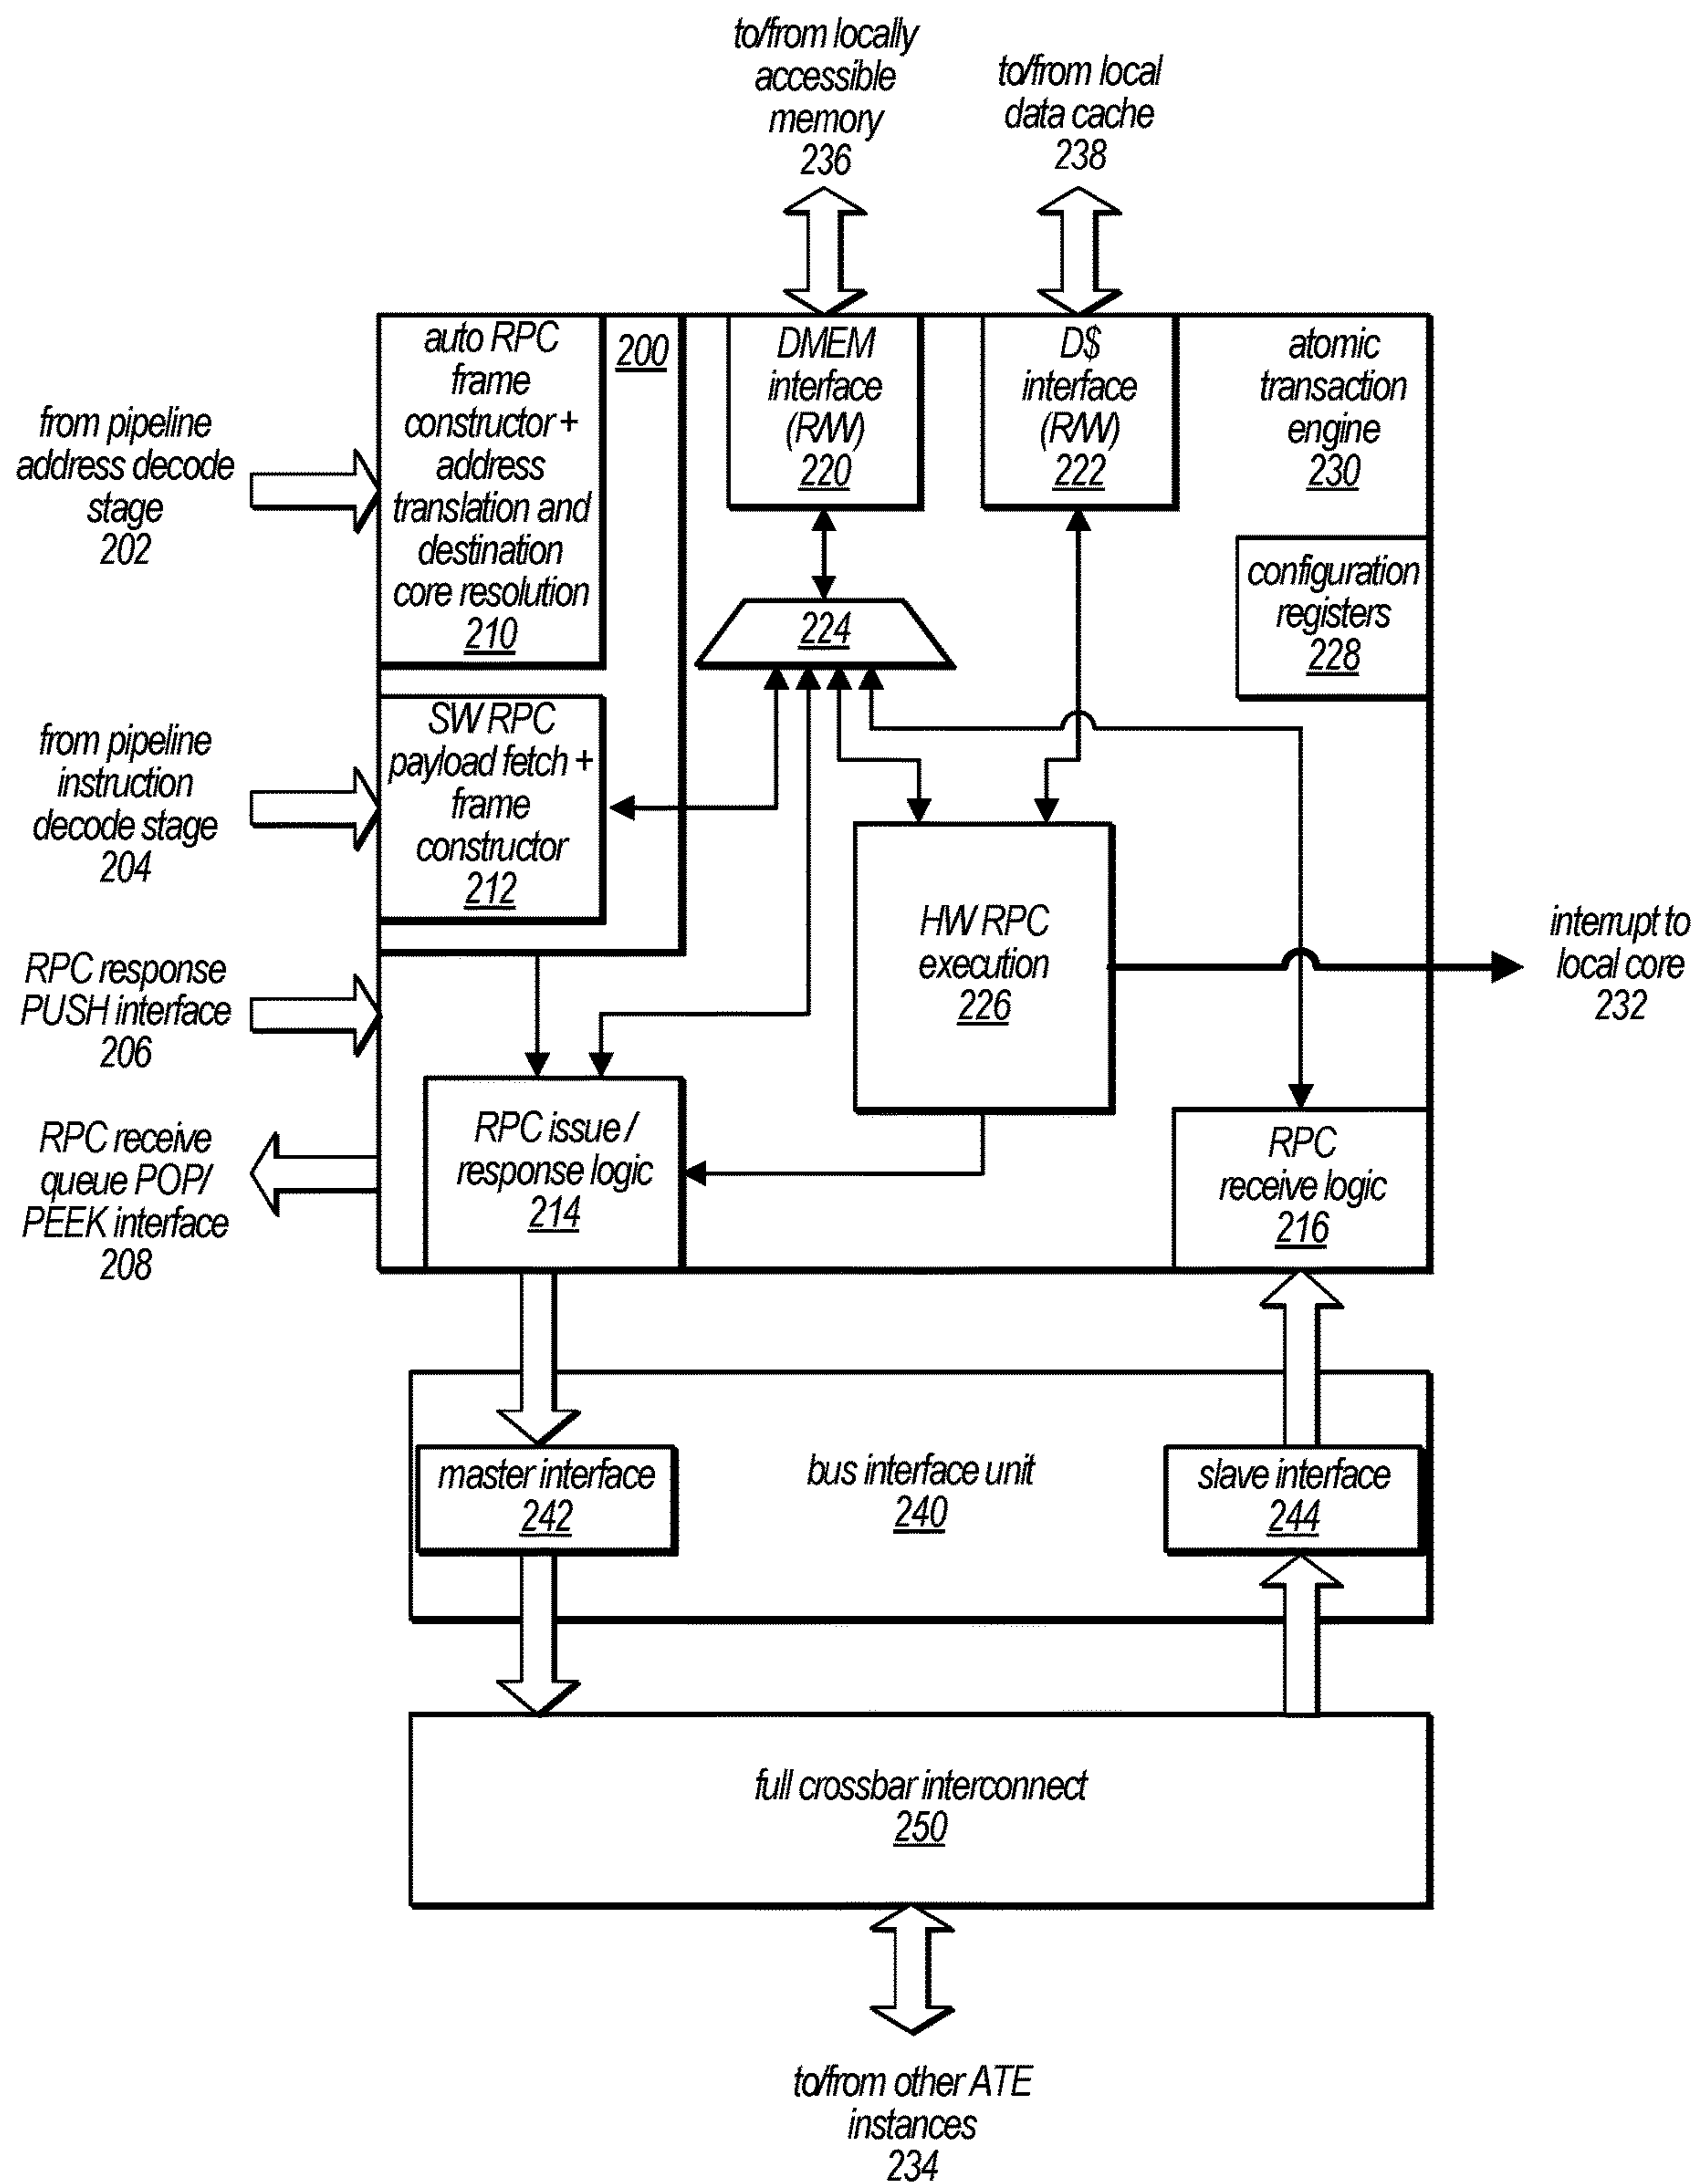 to/from locally
accessible
memory
236
to/from local
data cache
238
auto RPC
frame
constructor +
address
translation and
destination
core resolution
210
200
DMEM
interface
(R/W)
220
D$
interface
(R/W)
222
atomic
transaction
engine
230
from pipeline
address decode
stage
202
configuration
registers
228
224
SW RPC
payload fetch +
frame
constructor
212
from pipeline
instruction
decode stage
204
HW RPC
execution
226
interrupt to
local core
232
RPC response
PUSH interface
206
RPC receive
queue POP/
PEEK interface
208
RPC issue /
response logic
214
RPC
receive logic
216
master interface
242
bus interface unit
240
slave interface
244
full crossbar interconnect
250
to/from other ATE
instances
234